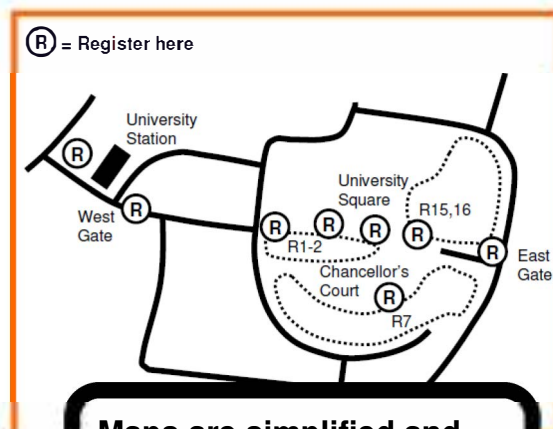 R = Register here
University
Station
R
West
Gate
R
University
Square
R
R
R
R15,16
R
R1-2
R
East
Gate
Chancellor's
Court
R
R7
Maps are simplified and